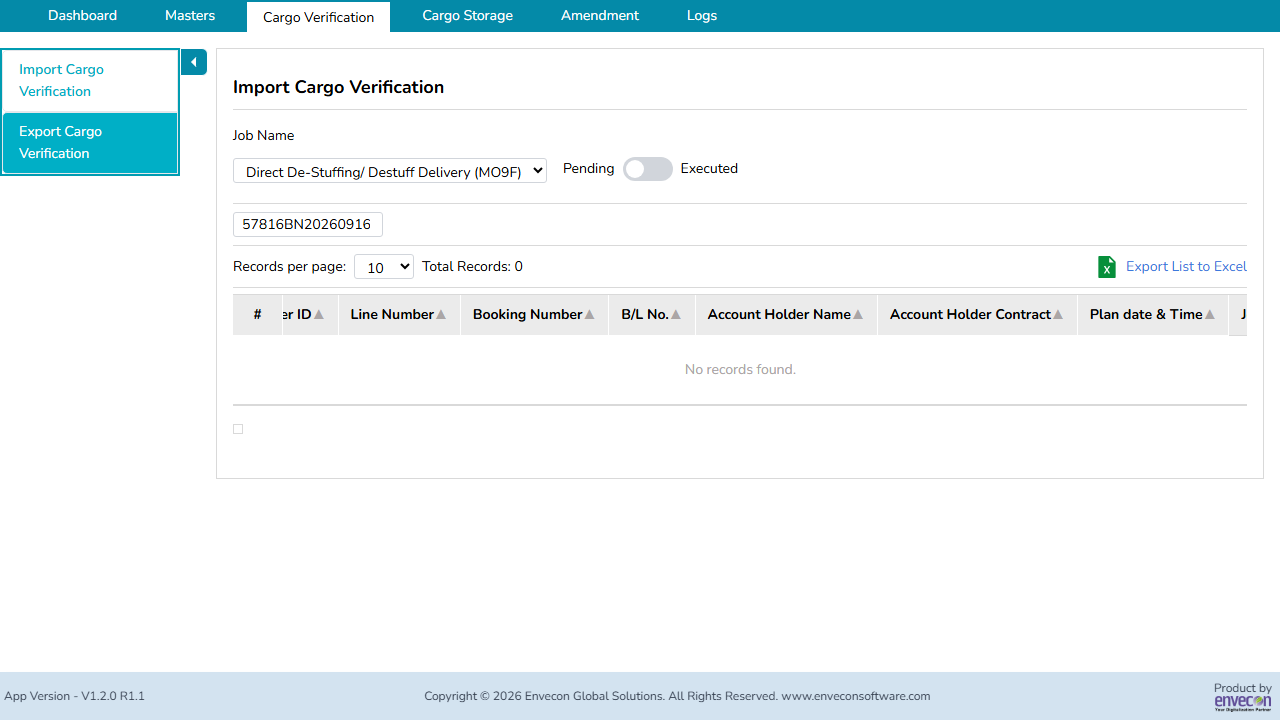 Dashboard Masters Cargo Verification Cargo Storage Amendment Logs
Import Cargo
Verification
Export Cargo
Verification
Import Cargo Verification
Job Name
Direct De-Stuffing/ Destuff Delivery (MO9F) Pending Executed
57816BN20260916
Records per page: 10 Total Records: 0 Export List to Excel
# er ID Line Number Booking Number B/L No. Account Holder Name Account Holder Contract Plan date & Time J
No records found.
App Version - V1.2.0 R1.1 Copyright © 2026 Envecon Global Solutions. All Rights Reserved. www.enveconsoftware.com
Product by
envecon
Your Digitalization Partner